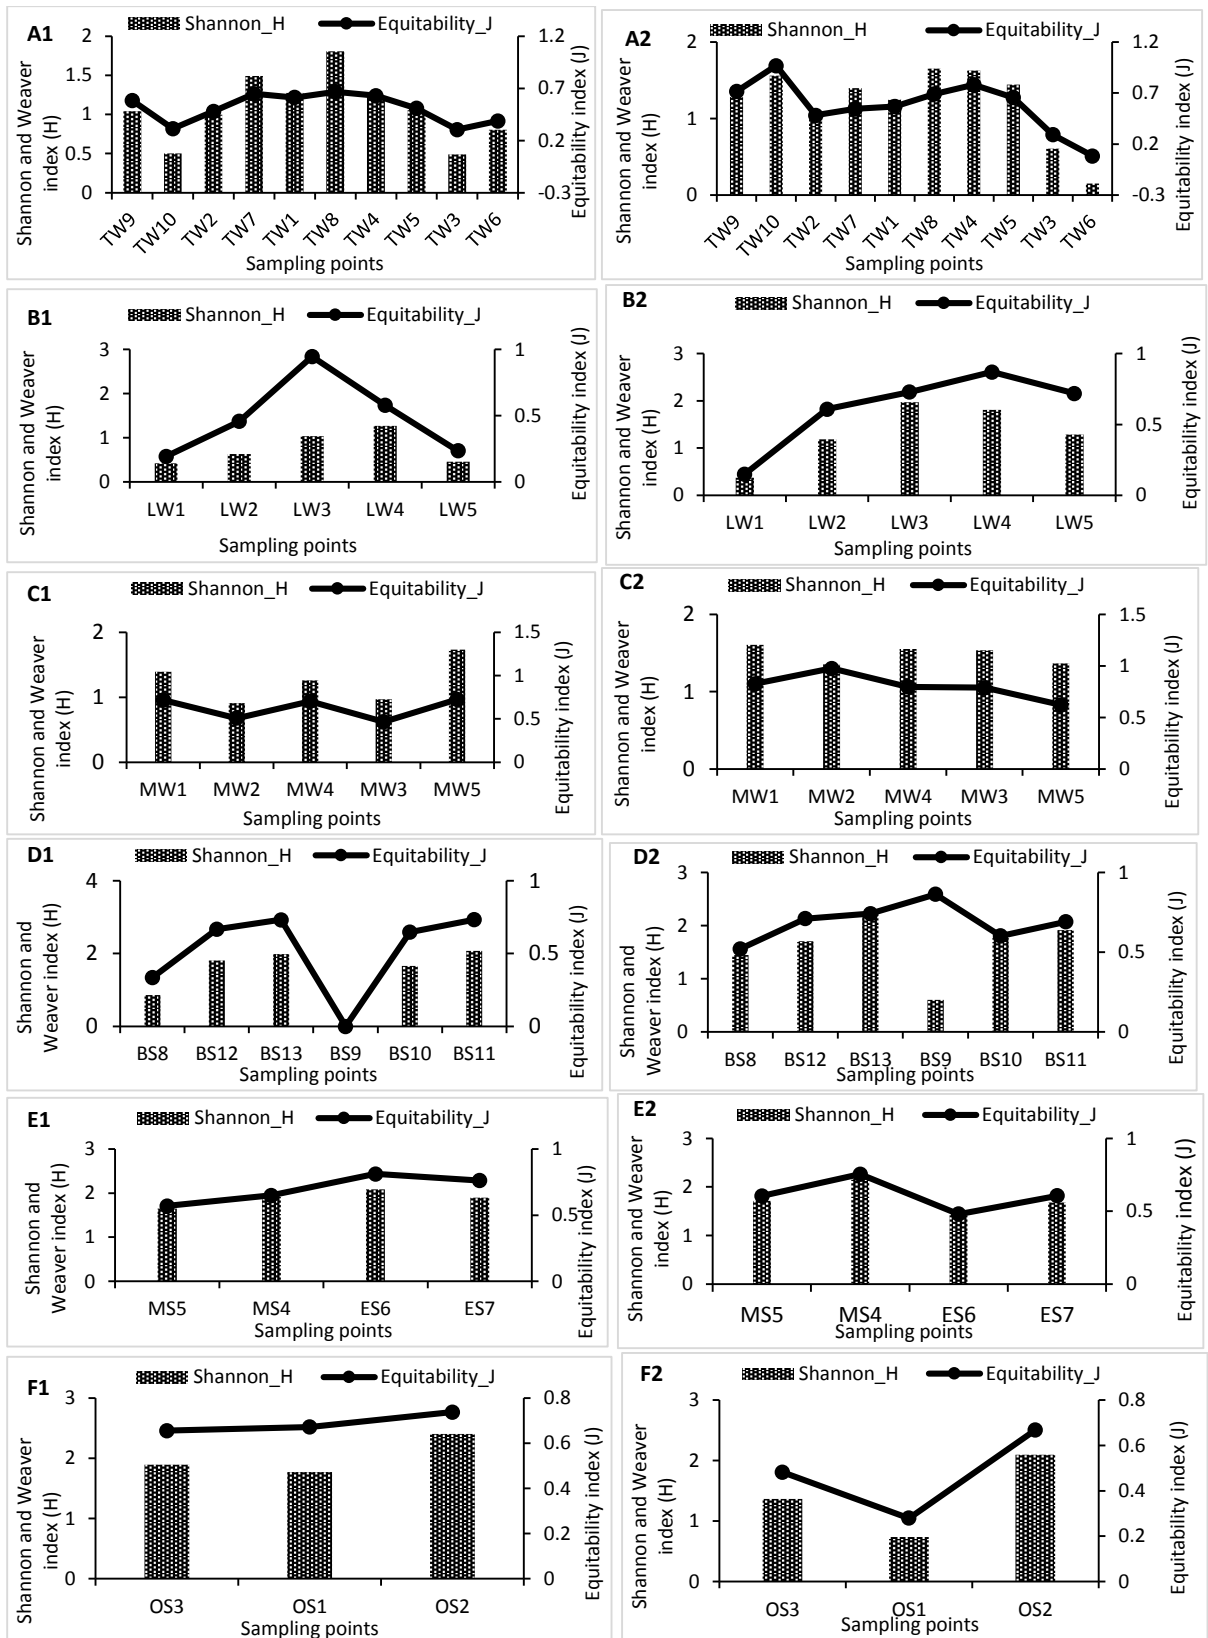 A1
Shannon_H Equitability_J
Shannon and Weaver
index (H)
2
1.5
1
0.5
0
1.2
0.7
0.2
-0.3
Equitability index (J)
TW9 TW10 TW2 TW7 TW1 TW8 TW4 TW5 TW3 TW6
Sampling points
A2
Shannon_H Equitability_J
Shannon and Weaver
index (H)
2
1
0
1.2
0.7
0.2
-0.3
Equitability index (J)
TW9 TW10 TW2 TW7 TW1 TW8 TW4 TW5 TW3 TW6
Sampling points
B1
Shannon_H Equitability_J
Shannon and Weaver
index (H)
3
2
1
0
1
0.5
0
Equitability index (J)
LW1 LW2 LW3 LW4 LW5
Sampling points
B2
Shannon_H Equitability_J
Shannon and Weaver
index (H)
3
2
1
0
1
0.5
0
Equitability index (J)
LW1 LW2 LW3 LW4 LW5
Sampling points
C1
Shannon_H Equitability_J
Shannon and Weaver
index (H)
2
1
0
1.5
1
0.5
0
Equitability index (J)
MW1 MW2 MW4 MW3 MW5
Sampling points
C2
Shannon_H Equitability_J
Shannon and Weaver
index (H)
2
1
0
1.5
1
0.5
0
Equitability index (J)
MW1 MW2 MW4 MW3 MW5
Sampling points
D1
Shannon_H Equitability_J
Shannon and
Weaver index (H)
4
2
0
1
0.5
0
Equitability index (J)
BS8 BS12 BS13 BS9 BS10 BS11
Sampling points
D2
Shannon_H Equitability_J
Shannon and
Weaver index (H)
3
2
1
0
1
0.5
0
Equitability index (J)
BS8 BS12 BS13 BS9 BS10 BS11
Sampling points
E1
Shannon_H Equitability_J
Shannon and
Weaver index (H)
3
2
1
0
1
0.5
0
Equitability index (J)
MS5 MS4 ES6 ES7
Sampling points
E2
Shannon_H Equitability_J
Shannon and Weaver
index (H)
3
2
1
0
1
0.5
0
Equitability index (J)
MS5 MS4 ES6 ES7
Sampling points
F1
Shannon_H Equitability_J
Shannon and Weaver
index (H)
3
2
1
0
0.8
0.6
0.4
0.2
0
Equitability index (J)
OS3 OS1 OS2
Sampling points
F2
Shannon_H Equitability_J
Shannon and Weaver
index (H)
3
2
1
0
0.8
0.6
0.4
0.2
0
Equitability index (J)
OS3 OS1 OS2
Sampling points